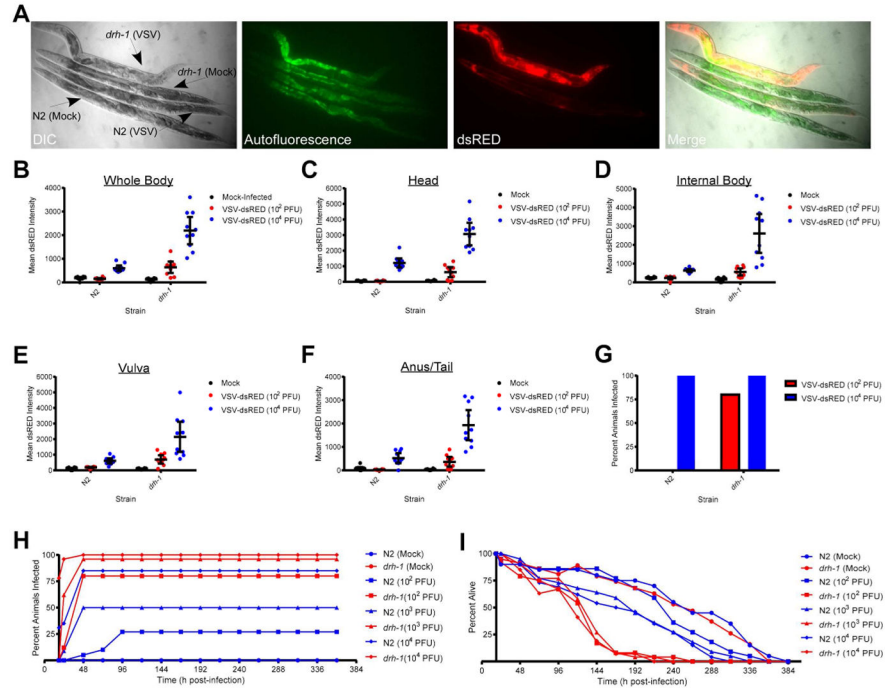 A
drh-1 (VSV)
drh-1 (Mock)
N2 (Mock)
N2 (VSV)
DIC
Autofluorescence
dsRED
Merge
B
Whole Body
Mean dsRED Intensity
4000
3000
2000
1000
0
N2
drh-1
Strain
Mock-Infected
VSV-dsRED (10² PFU)
VSV-dsRED (10⁴ PFU)
C
Head
Mean dsRED Intensity
6000
5000
4000
3000
2000
1000
0
N2
drh-1
Strain
Mock
VSV-dsRED (10² PFU)
VSV-dsRED (10⁴ PFU)
D
Internal Body
Mean dsRED Intensity
5000
4000
3000
2000
1000
0
N2
drh-1
Strain
Mock
VSV-dsRED (10² PFU)
VSV-dsRED (10⁴ PFU)
E
Vulva
Mean dsRED Intensity
6000
5000
4000
3000
2000
1000
0
N2
drh-1
Strain
Mock
VSV-dsRED (10² PFU)
VSV-dsRED (10⁴ PFU)
F
Anus/Tail
Mean dsRED Intensity
4000
3000
2000
1000
0
N2
drh-1
Strain
Mock
VSV-dsRED (10² PFU)
VSV-dsRED (10⁴ PFU)
G
Percent Animals Infected
100
75
50
25
0
N2
drh-1
Strain
VSV-dsRED (10² PFU)
VSV-dsRED (10⁴ PFU)
H
Percent Animals Infected
100
75
50
25
0
0 48 96 144 192 240 288 336 384
Time (h post-infection)
N2 (Mock)
drh-1 (Mock)
N2 (10² PFU)
drh-1(10² PFU)
N2 (10³ PFU)
drh-1(10³ PFU)
N2 (10⁴ PFU)
drh-1(10⁴ PFU)
I
Percent Alive
100
75
50
25
0
0 48 96 144 192 240 288 336 384
Time (h post-infection)
N2 (Mock)
drh-1 (Mock)
N2 (10² PFU)
drh-1 (10² PFU)
N2 (10³ PFU)
drh-1 (10³ PFU)
N2 (10⁴ PFU)
drh-1 (10⁴ PFU)